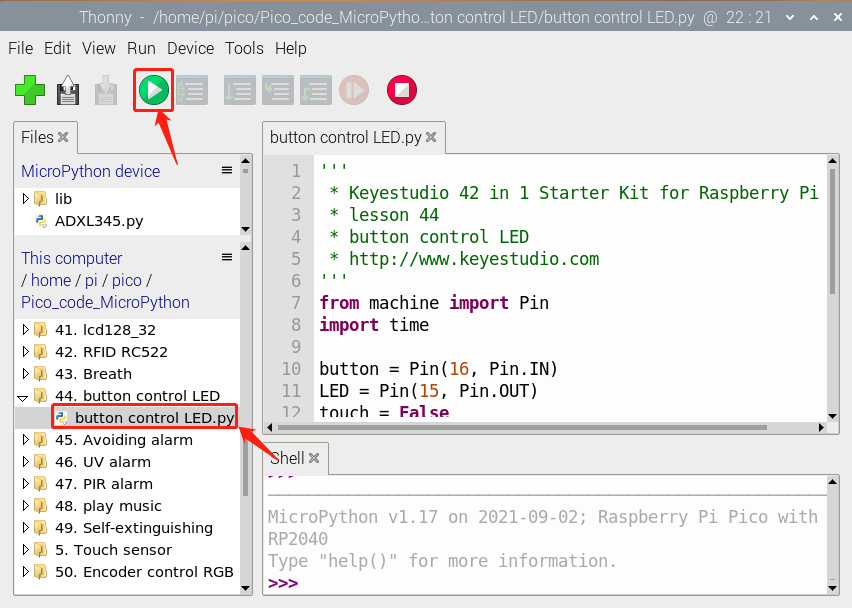 Thonny - /home/pi/pico/Pico_code_MicroPytho...ton control LED/button control LED.py @ 22 : 21
File Edit View Run Device Tools Help
Files
MicroPython device
lib
ADXL345.py
This computer
/ home / pi / pico /
Pico_code_MicroPython
41. lcd128_32
42. RFID RC522
43. Breath
44. button control LED
button control LED.py
45. Avoiding alarm
46. UV alarm
47. PIR alarm
48. play music
49. Self-extinguishing
5. Touch sensor
50. Encoder control RGB
button control LED.py
1 '''
2 * Keyestudio 42 in 1 Starter Kit for Raspberry Pi
3 * lesson 44
4 * button control LED
5 * http://www.keyestudio.com
6 '''
7 from machine import Pin
8 import time
9
10 button = Pin(16, Pin.IN)
11 LED = Pin(15, Pin.OUT)
12 touch = False
Shell
>>>
MicroPython v1.17 on 2021-09-02; Raspberry Pi Pico with
RP2040
Type "help()" for more information.
>>>